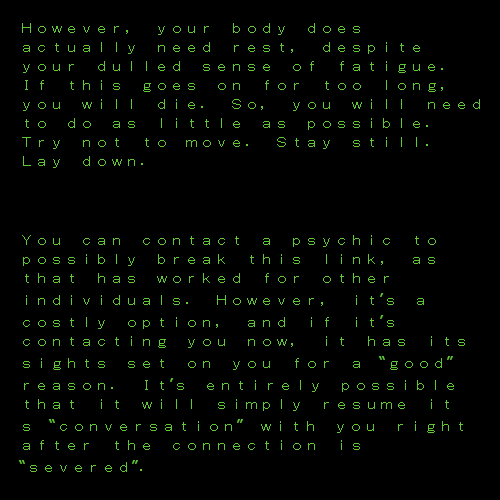 However, your body does
actually need rest, despite
your dulled sense of fatigue.
If this goes on for too long,
you will die. So, you will need
to do as little as possible.
Try not to move. Stay still.
Lay down.

You can contact a psychic to
possibly break this link, as
that has worked for other
individuals. However, it's a
costly option, and if it's
contacting you now, it has its
sights set on you for a “good”
reason. It's entirely possible
that it will simply resume it
s “conversation” with you right
after the connection is
“severed”.